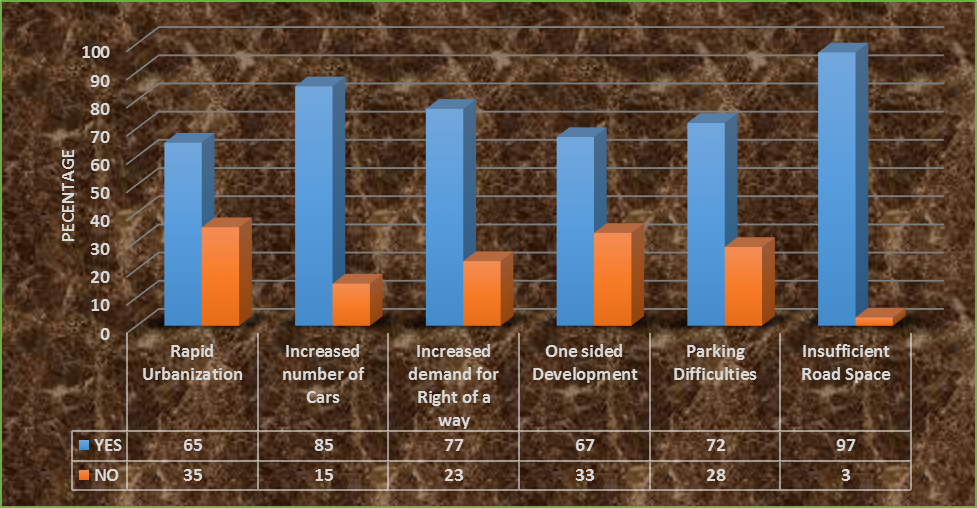 PECENTAGE
100
90
80
70
60
50
40
30
20
10
0
Rapid
Urbanization
Increased
number of
Cars
Increased
demand for
Right of a
way
One sided
Development
Parking
Difficulties
Insufficient
Road Space
YES 65 85 77 67 72 97
NO 35 15 23 33 28 3